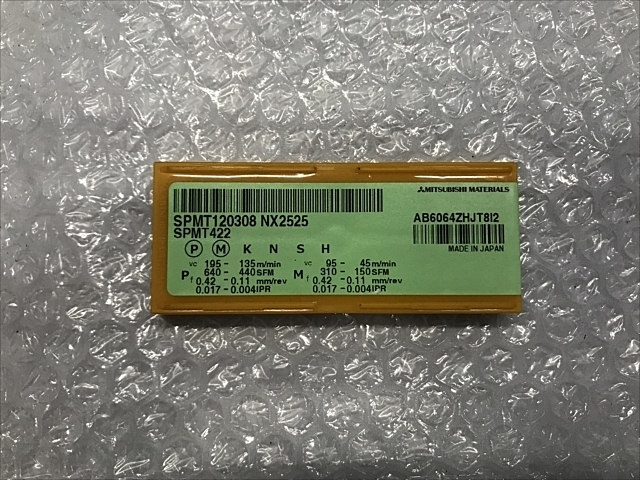 MITSUBISHI MATERIALS
SPMT120308 NX2525
SPMT422
AB6064ZHJT8I2
MADE IN JAPAN
P M K N S H
P vc 195 - 135 m/min
640 - 440 SFM
f 0.42 - 0.11 mm/rev
0.017 - 0.004 IPR
M vc 95 - 45 m/min
310 - 150 SFM
f 0.42 - 0.11 mm/rev
0.017 - 0.004 IPR